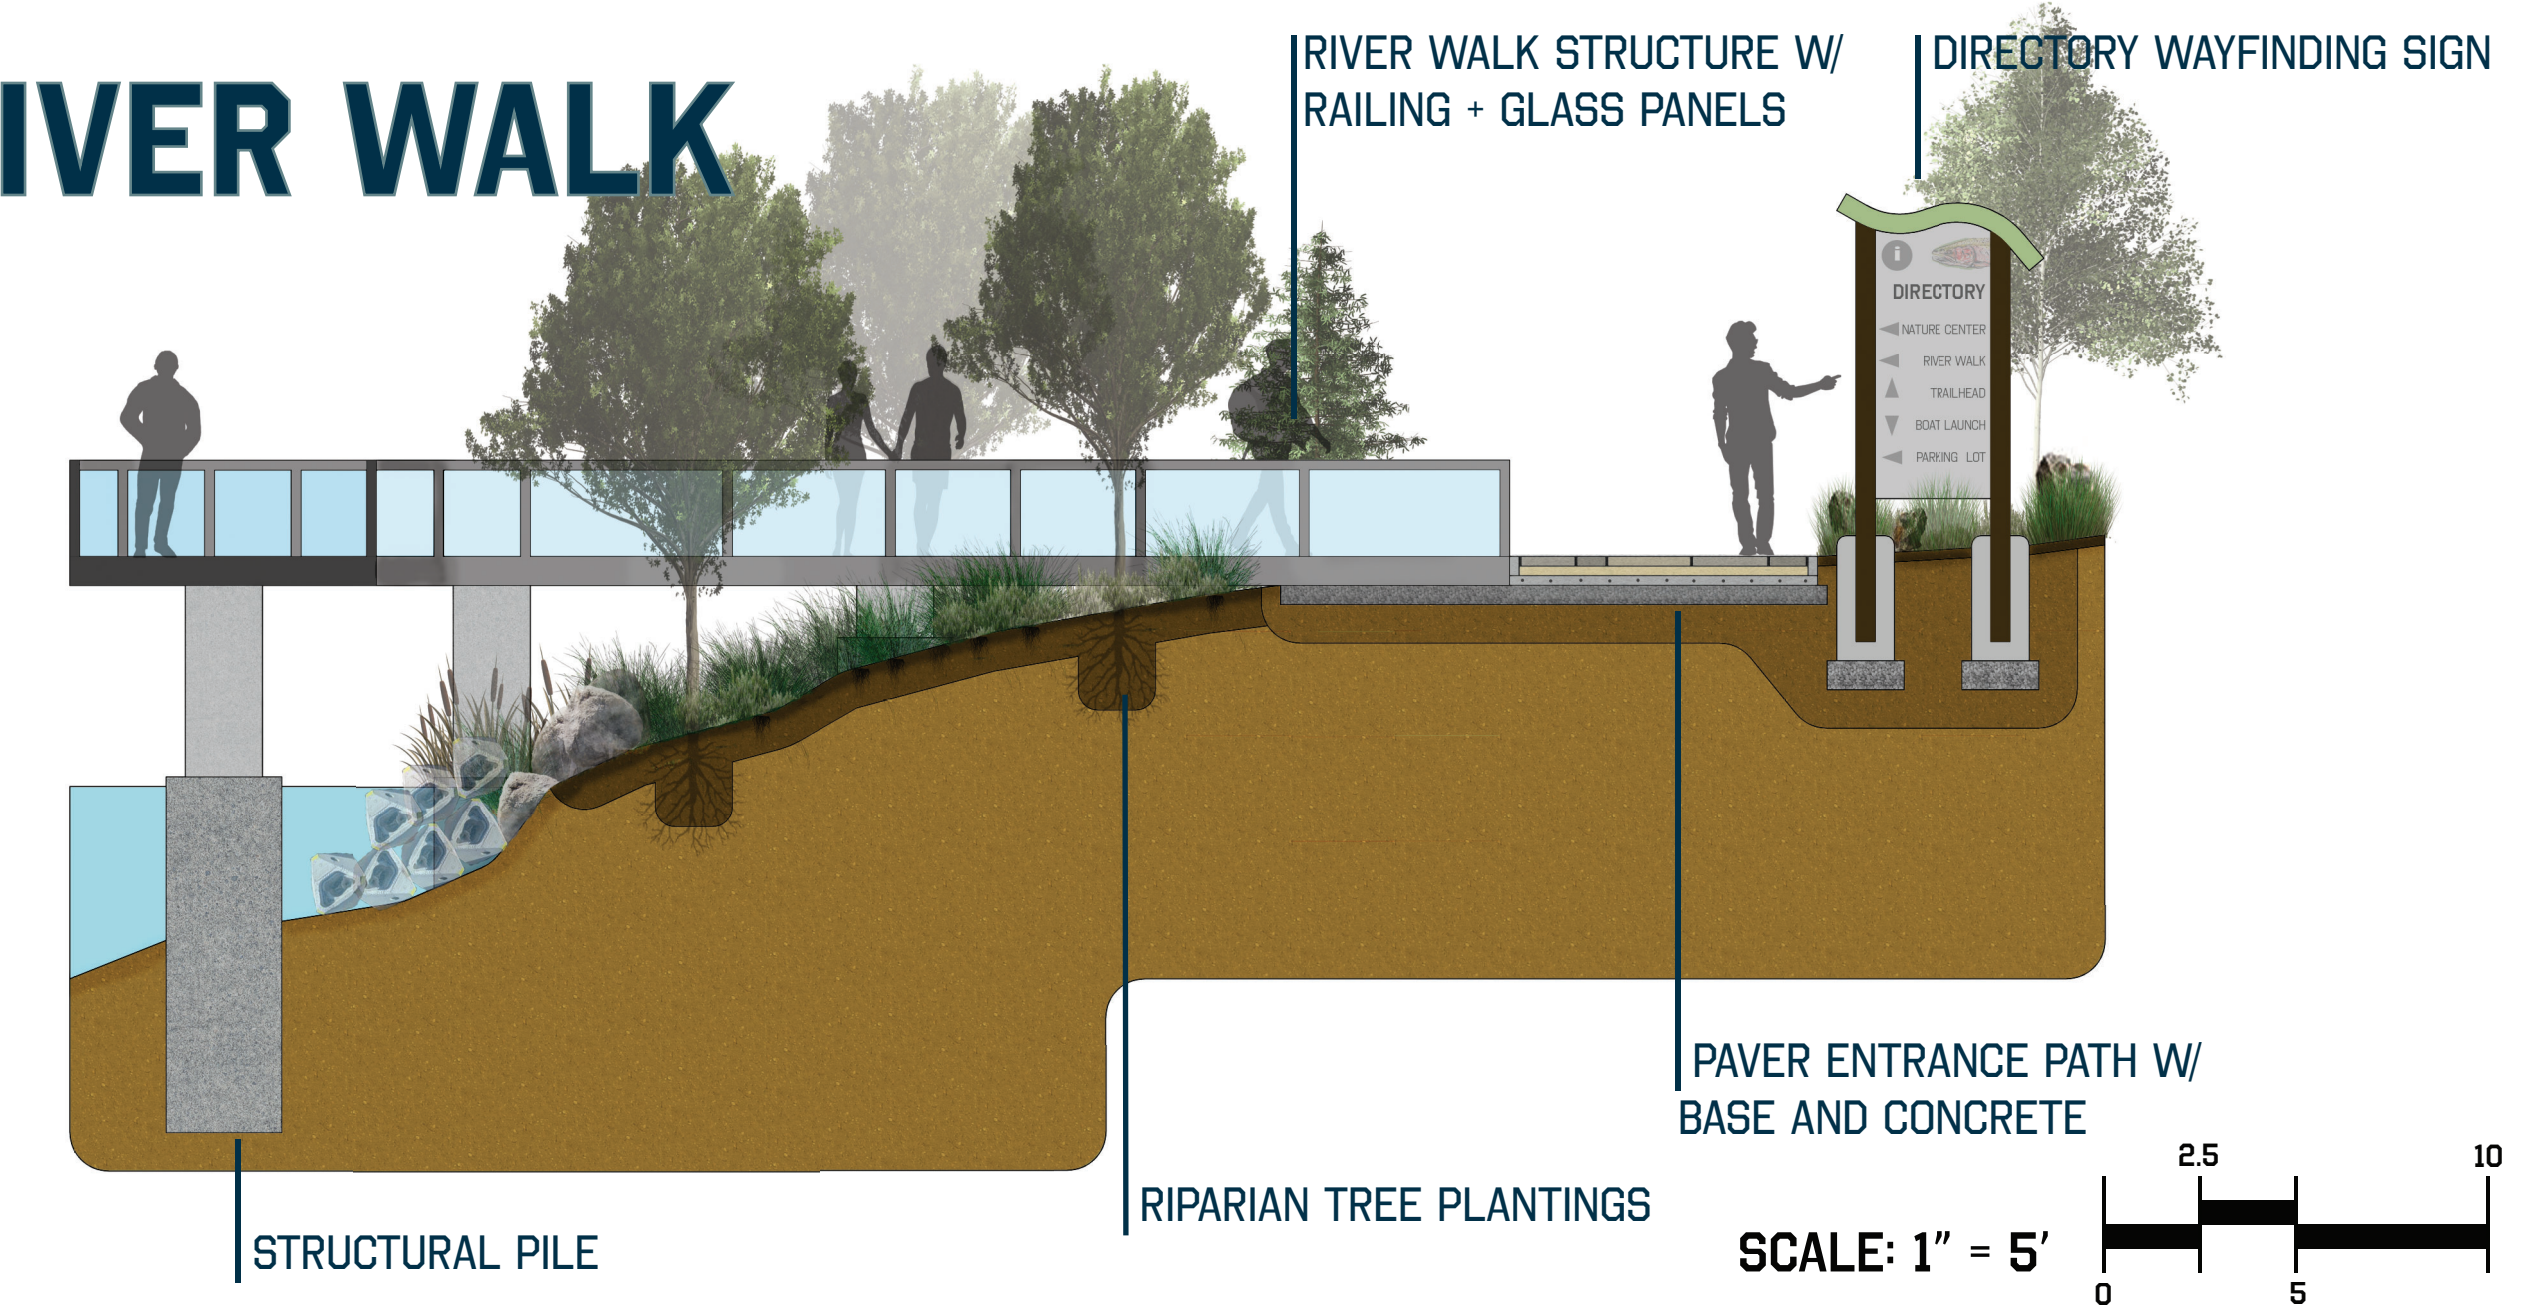 IVER WALK
RIVER WALK STRUCTURE W/
RAILING + GLASS PANELS
DIRECTORY WAYFINDING SIGN
i
DIRECTORY
NATURE CENTER
RIVER WALK
TRAILHEAD
BOAT LAUNCH
PARKING LOT
PAVER ENTRANCE PATH W/
BASE AND CONCRETE
RIPARIAN TREE PLANTINGS
STRUCTURAL PILE
SCALE: 1" = 5'
2.5 10
0 5